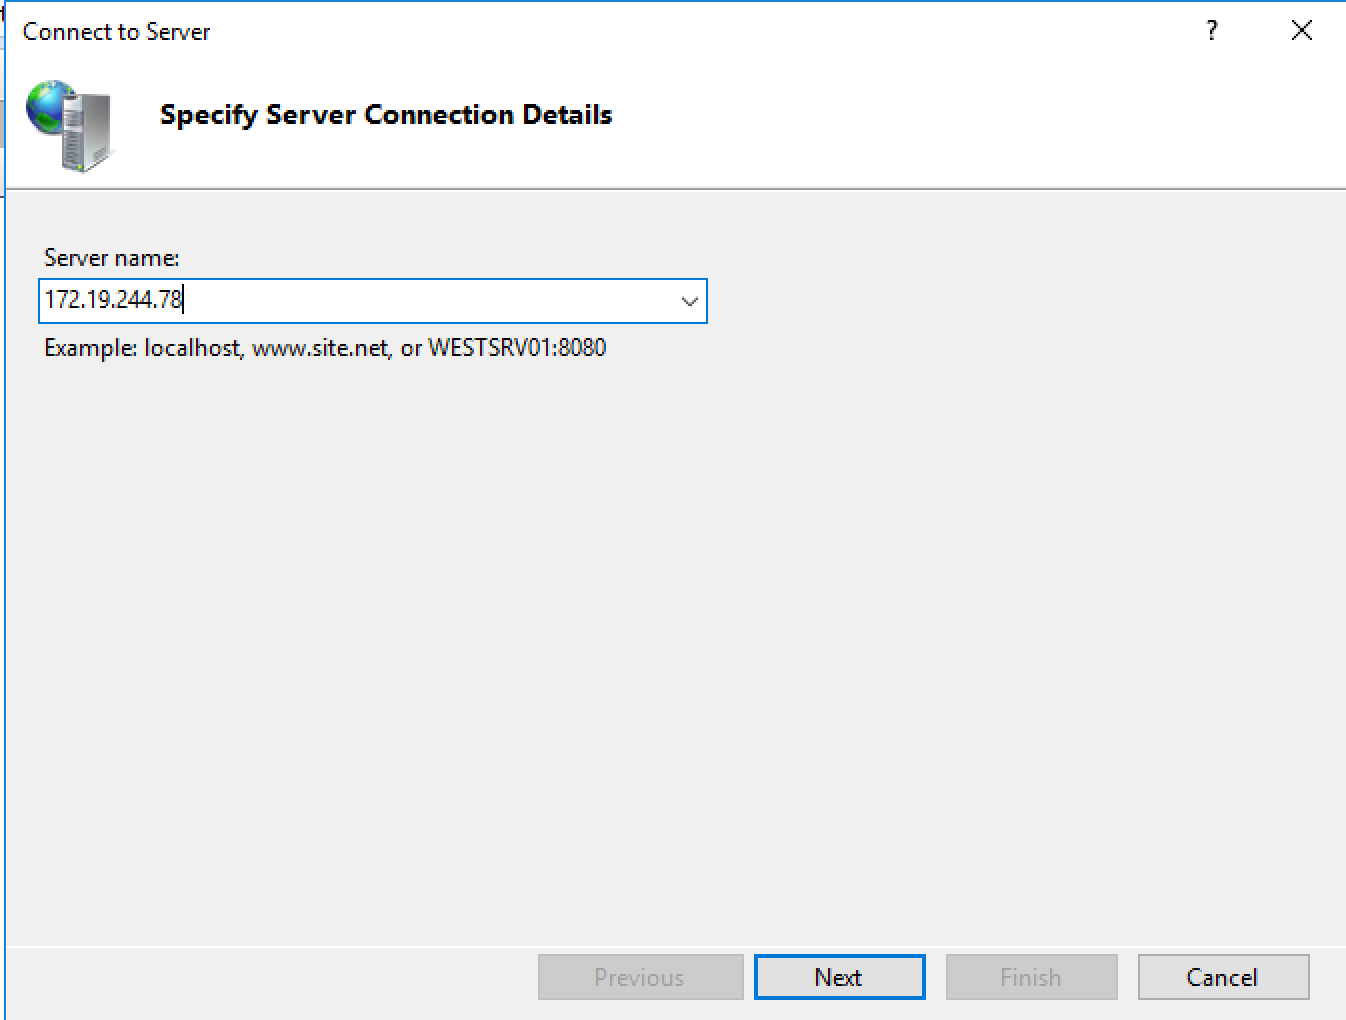 Connect to Server
?
Specify Server Connection Details
Server name:
172.19.244.78
Example: localhost, www.site.net, or WESTSRV01:8080
Previous
Next
Finish
Cancel